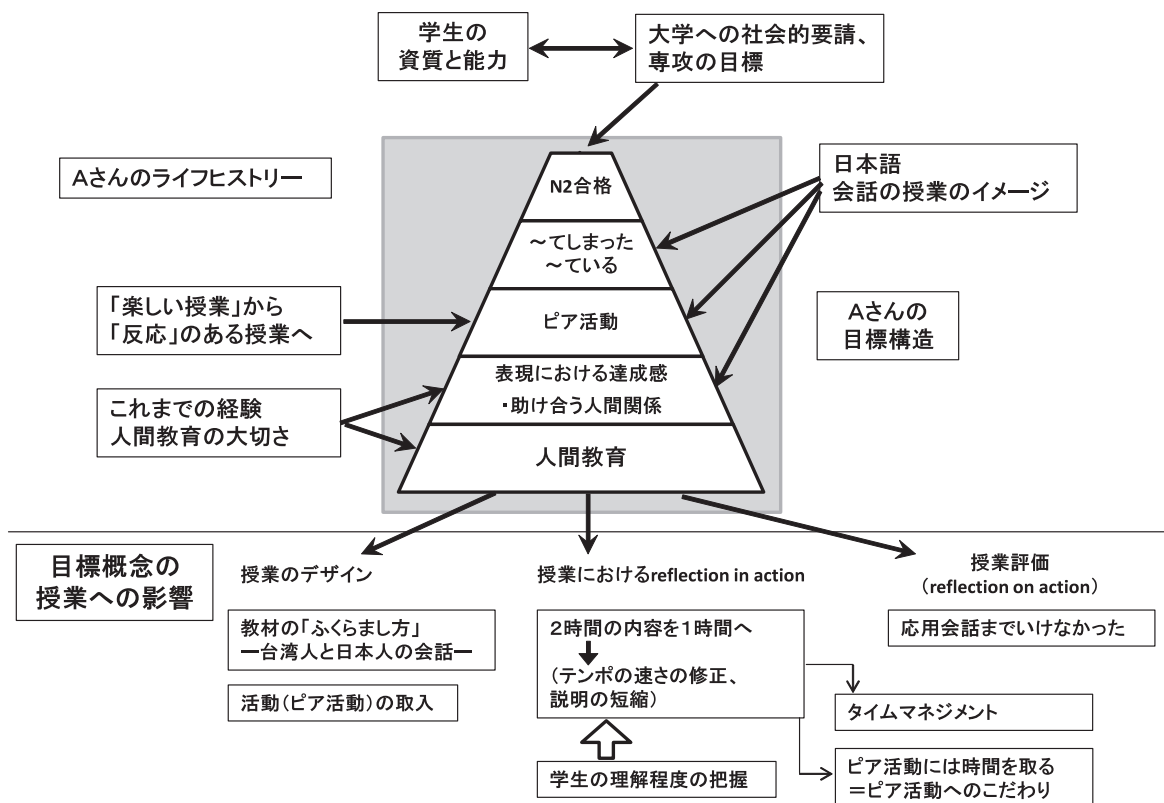 学生の
資質と能力
大学への社会的要請、
専攻の目標
Aさんのライフヒストリー
N2合格
日本語
会話の授業のイメージ
～てしまった
～ている
「楽しい授業」から
「反応」のある授業へ
ピア活動
Aさんの
目標構造
これまでの経験
人間教育の大切さ
表現における達成感
・助け合う人間関係
人間教育
目標概念の
授業への影響
授業のデザイン
教材の「ふくらまし方」
ー台湾人と日本人の会話ー
活動（ピア活動）の取入
授業におけるreflection in action
２時間の内容を１時間へ
（テンポの速さの修正、
説明の短縮）
学生の理解程度の把握
授業評価
（reflection on action）
応用会話までいけなかった
タイムマネジメント
ピア活動には時間を取る
＝ピア活動へのこだわり